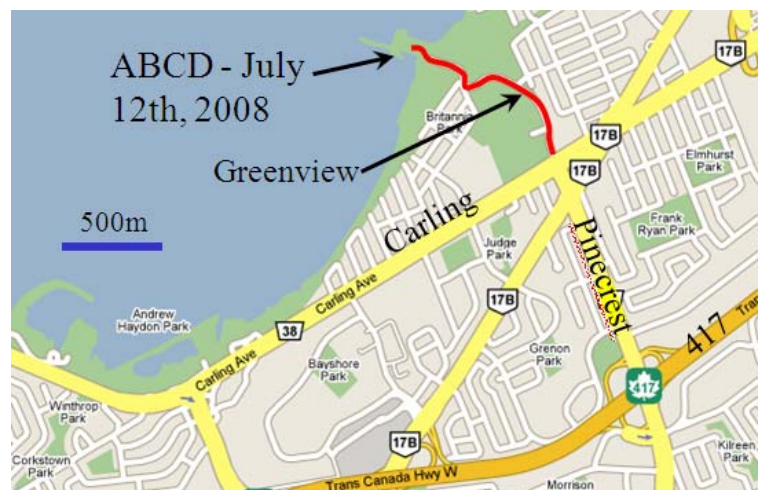 17B
ABCD - July
12th, 2008
Britannia
Park
17B
17B
Elmhurst
Park
Greenview
500m
Carling
Pinecrest
Frank
Ryan Park
Judge
Park
Carling Ave
17B
Andrew
Haydon Park
38
417
Tran
Carling Ave
Bayshore
Park
Grenon
Park
417
Winthrop
Park
17B
Kilreen
Park
Corkstown
Park
Trans Canada Hwy W
Morrison